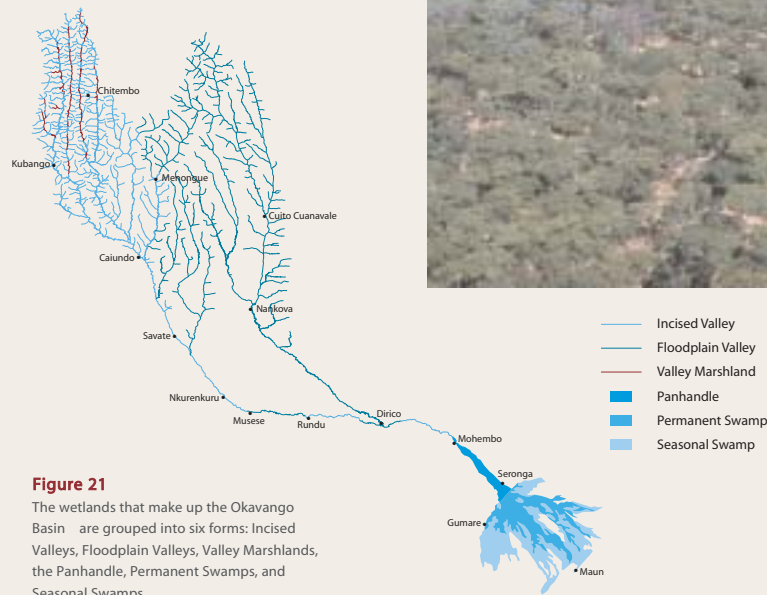 Chitembo
Kubango
Menongue
Cuito Cuanavale
Caiundo
Nankova
Savate
Nkurenkuru
Musese
Rundu
Dirico
Mohembo
Seronga
Gumare
Maun
Incised Valley
Floodplain Valley
Valley Marshland
Panhandle
Permanent Swamp
Seasonal Swamp
Figure 21
The wetlands that make up the Okavango
Basin are grouped into six forms: Incised
Valleys, Floodplain Valleys, Valley Marshlands,
the Panhandle, Permanent Swamps, and
Seasonal Swamps